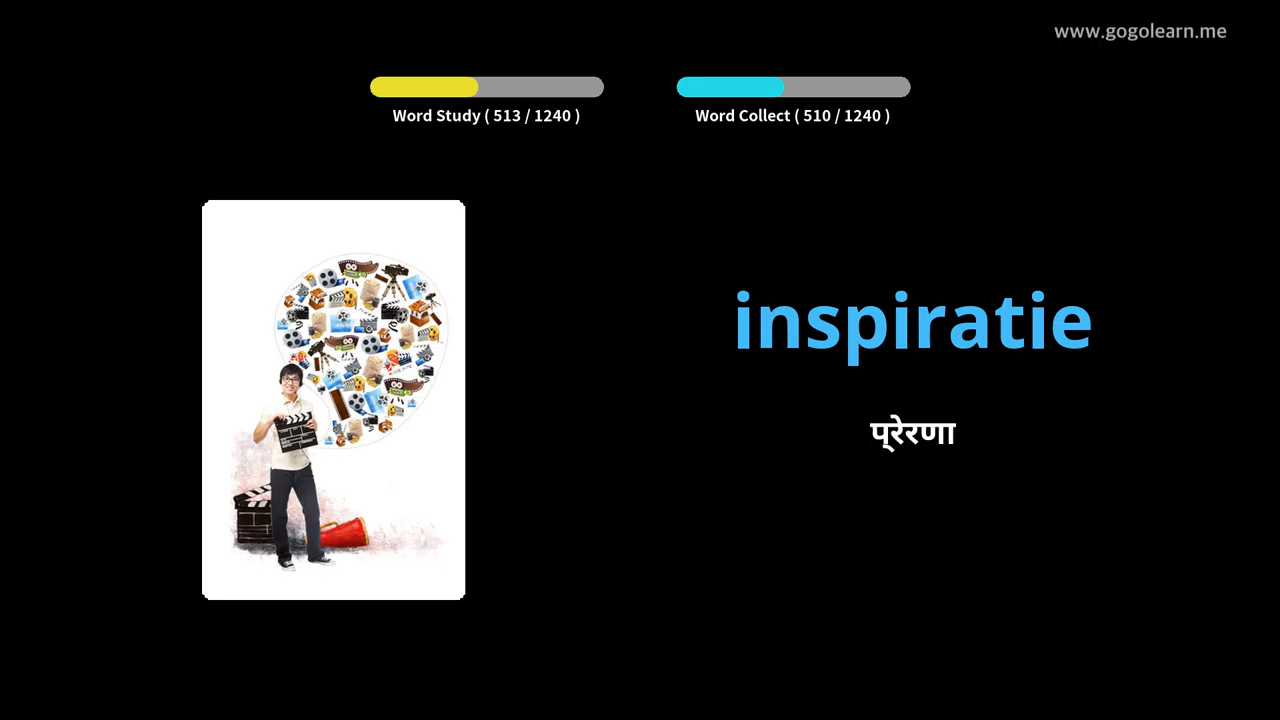 www.gogolearn.me
Word Study ( 513 / 1240 )
Word Collect ( 510 / 1240 )
inspiratie
प्रेरणा